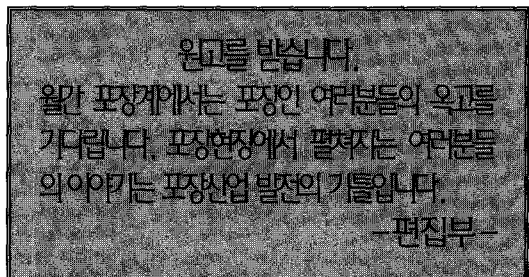 원고를 받습니다.
월간 포장계에서는 포장인 여러분들의 옥고를
기다립니다. 포장현장에서 펼쳐지는 여러분들
의 이야기는 포장산업 발전의 기틀입니다.
-편집부-